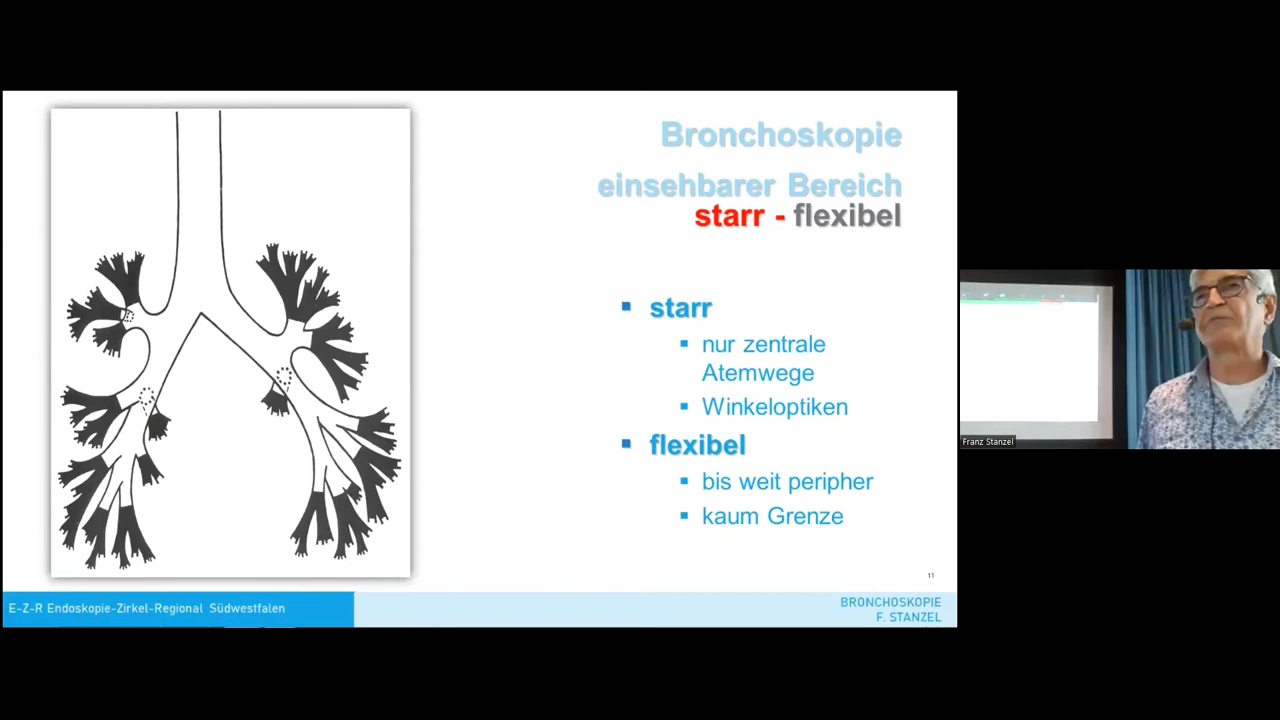 Bronchoskopie
einsehbarer Bereich
starr - flexibel
starr
nur zentrale
Atemwege
Winkeloptiken
flexibel
bis weit peripher
kaum Grenze
11
E-Z-R Endoskopie-Zirkel-Regional Südwestfalen
BRONCHOSKOPIE
F. STANZEL
Franz Stanzel